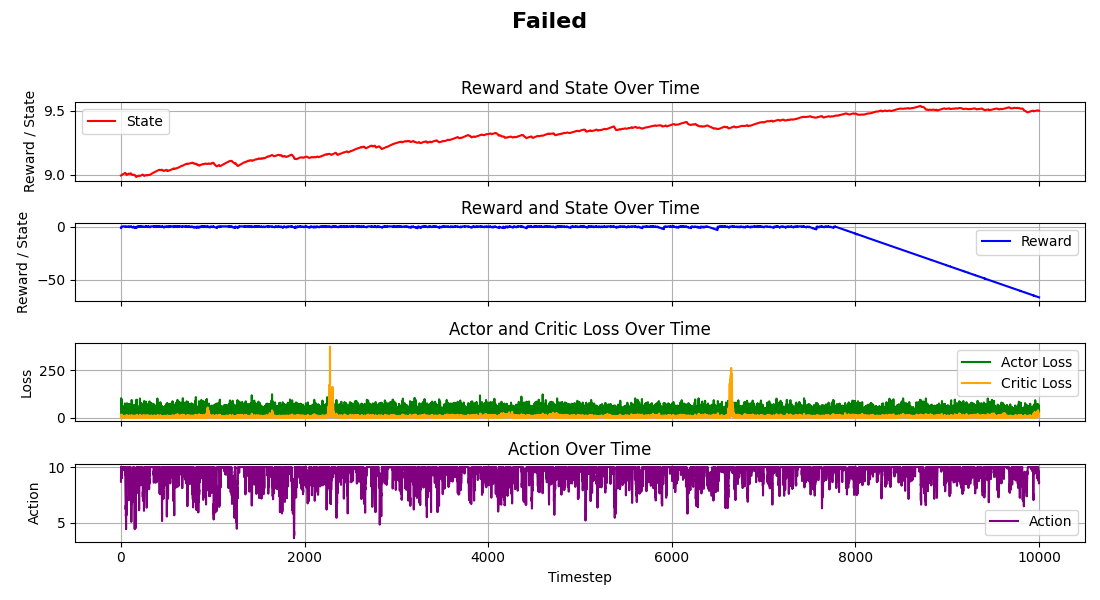 Failed
Reward and State Over Time
Reward / State
9.5
9.0
State
Reward and State Over Time
Reward / State
0
−50
Reward
Actor and Critic Loss Over Time
Loss
250
0
Actor Loss
Critic Loss
Action Over Time
Action
10
5
Action
0 2000 4000 6000 8000 10000
Timestep